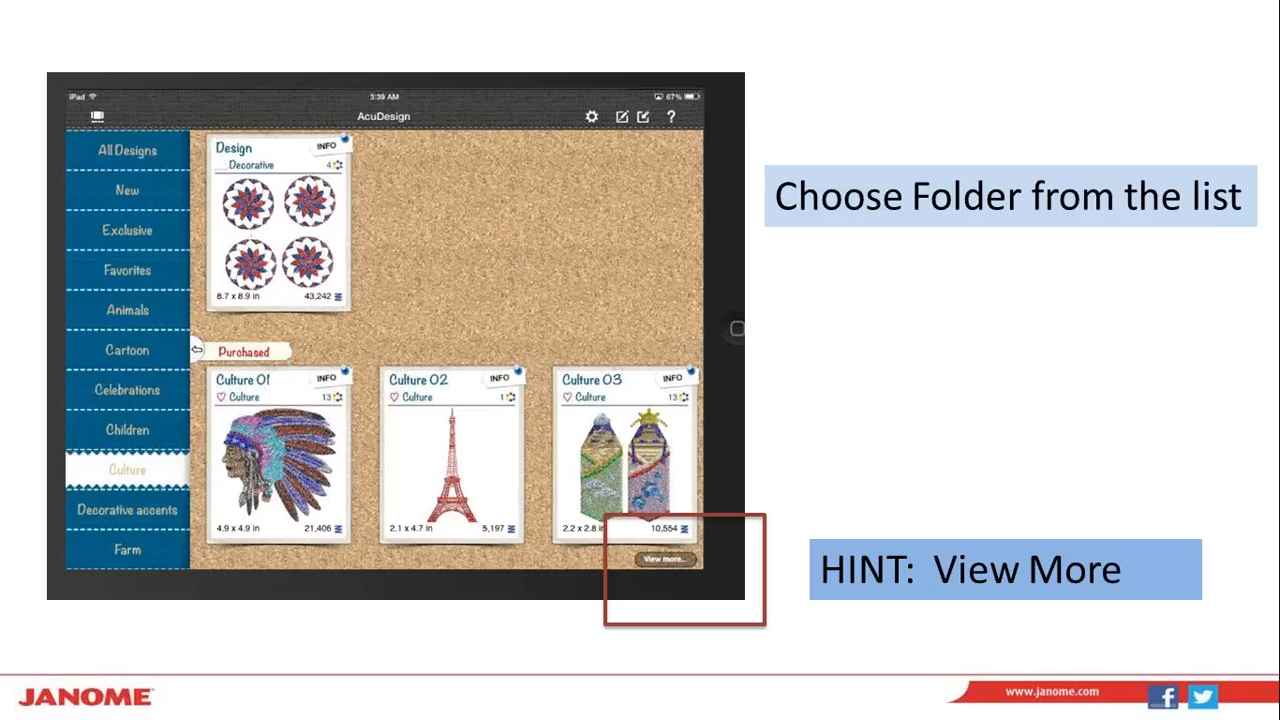 iPad
3:39 AM
67%
AcuDesign
?
All Designs
New
Exclusive
Favorites
Animals
Cartoon
Celebrations
Children
Culture
Decorative accents
Farm
Design
INFO
Decorative
4
8.7 x 8.9 in
43,242
Purchased
Culture 01
INFO
Culture
13
4.9 x 4.9 in
21,406
Culture 02
INFO
Culture
1
2.1 x 4.7 in
5,197
Culture 03
INFO
Culture
13
2.2 x 2.8 in
10,554
View more...
Choose Folder from the list
HINT: View More
JANOME
www.janome.com
f